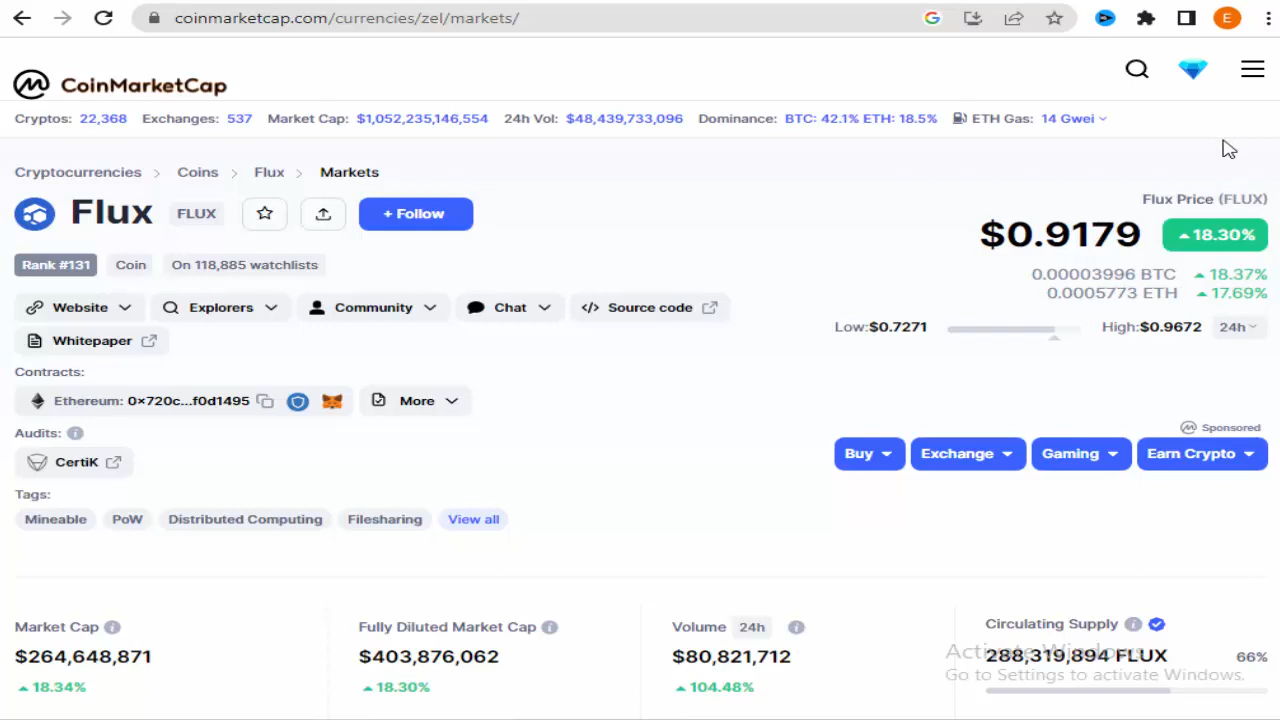 coinmarketcap.com/currencies/zel/markets/
E
CoinMarketCap
Cryptos: 22,368 Exchanges: 537 Market Cap: $1,052,235,146,554 24h Vol: $48,439,733,096 Dominance: BTC: 42.1% ETH: 18.5% ETH Gas: 14 Gwei
Cryptocurrencies > Coins > Flux > Markets
Flux FLUX + Follow
Rank #131 Coin On 118,885 watchlists
Website Explorers Community Chat </> Source code
Whitepaper
Contracts:
Ethereum: 0x720c...f0d1495 More
Audits:
CertiK
Tags:
Mineable PoW Distributed Computing Filesharing View all
Flux Price (FLUX)
$0.9179 18.30%
0.00003996 BTC 18.37%
0.0005773 ETH 17.69%
Low:$0.7271 High:$0.9672 24h
Sponsored
Buy Exchange Gaming Earn Crypto
Market Cap
$264,648,871
18.34%
Fully Diluted Market Cap
$403,876,062
18.30%
Volume 24h
$80,821,712
104.48%
Circulating Supply
288,319,894 FLUX 66%
Activate Windows
Go to Settings to activate Windows.